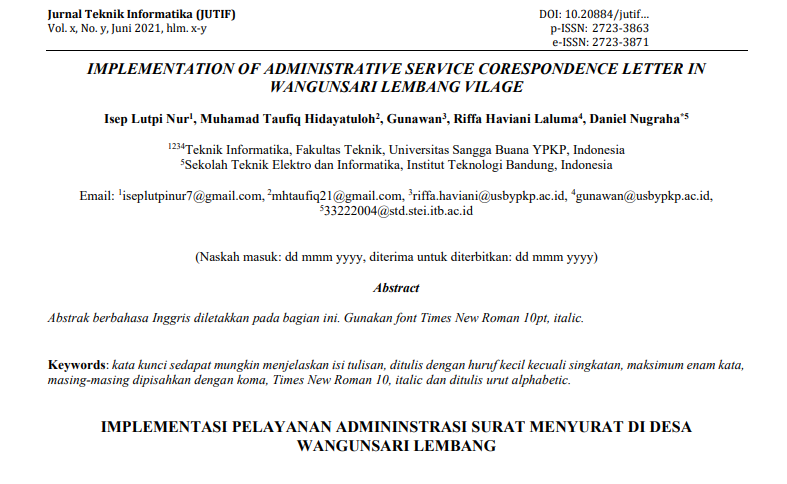 Jurnal Teknik Informatika (JUTIF) DOI: 10.20884/jutif...
Vol. x, No. y, Juni 2021, hlm. x-y p-ISSN: 2723-3863
e-ISSN: 2723-3871
IMPLEMENTATION OF ADMINISTRATIVE SERVICE CORESPONDENCE LETTER IN
WANGUNSARI LEMBANG VILAGE
Isep Lutpi Nur1, Muhamad Taufiq Hidayatuloh2, Gunawan3, Riffa Haviani Laluma4, Daniel Nugraha*5
1234Teknik Informatika, Fakultas Teknik, Universitas Sangga Buana YPKP, Indonesia
5Sekolah Teknik Elektro dan Informatika, Institut Teknologi Bandung, Indonesia
Email: 1iseplutpinur7@gmail.com, 2mhtaufiq21@gmail.com, 3riffa.haviani@usbypkp.ac.id, 4gunawan@usbypkp.ac.id,
533222004@std.stei.itb.ac.id
(Naskah masuk: dd mmm yyyy, diterima untuk diterbitkan: dd mmm yyyy)
Abstract
Abstrak berbahasa Inggris diletakkan pada bagian ini. Gunakan font Times New Roman 10pt, italic.
Keywords: kata kunci sedapat mungkin menjelaskan isi tulisan, ditulis dengan huruf kecil kecuali singkatan, maksimum enam kata,
masing-masing dipisahkan dengan koma, Times New Roman 10, italic dan ditulis urut alphabetic.
IMPLEMENTASI PELAYANAN ADMININSTRASI SURAT MENYURAT DI DESA
WANGUNSARI LEMBANG